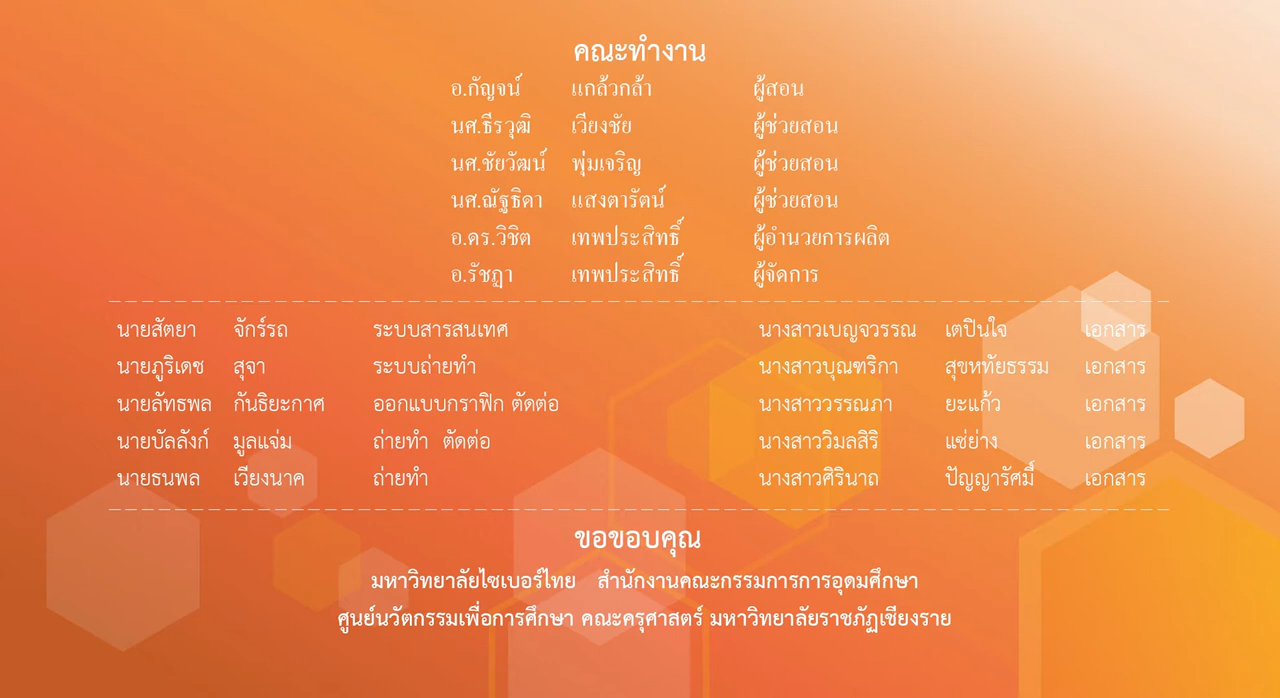 คณะทำงาน
อ.กัญจน์ แกล้วกล้า ผู้สอน
นศ.ธีรวุฒิ เวียงชัย ผู้ช่วยสอน
นศ.ชัยวัฒน์ พุ่มเจริญ ผู้ช่วยสอน
นศ.ณัฐธิดา แสงดารัตน์ ผู้ช่วยสอน
อ.ดร.วิชิต เทพประสิทธิ์ ผู้อำนวยการผลิต
อ.รัชฎา เทพประสิทธิ์ ผู้จัดการ
นายสัตยา จักร์รถ ระบบสารสนเทศ นางสาวเบญจวรรณ เตปินใจ เอกสาร
นายภูริเดช สุจา ระบบถ่ายทำ นางสาวบุณฑริกา สุขหทัยธรรม เอกสาร
นายลัทธพล กันธิยะกาศ ออกแบบกราฟิก ตัดต่อ นางสาววรรณภา ยะแก้ว เอกสาร
นายบัลลังก์ มูลแจ่ม ถ่ายทำ ตัดต่อ นางสาววิมลสิริ แซ่ย่าง เอกสาร
นายธนพล เวียงนาค ถ่ายทำ นางสาวศิรินาถ ปัญญารัศมี์ เอกสาร
ขอขอบคุณ
มหาวิทยาลัยไซเบอร์ไทย สำนักงานคณะกรรมการการอุดมศึกษา
ศูนย์นวัตกรรมเพื่อการศึกษา คณะครุศาสตร์ มหาวิทยาลัยราชภัฏเชียงราย